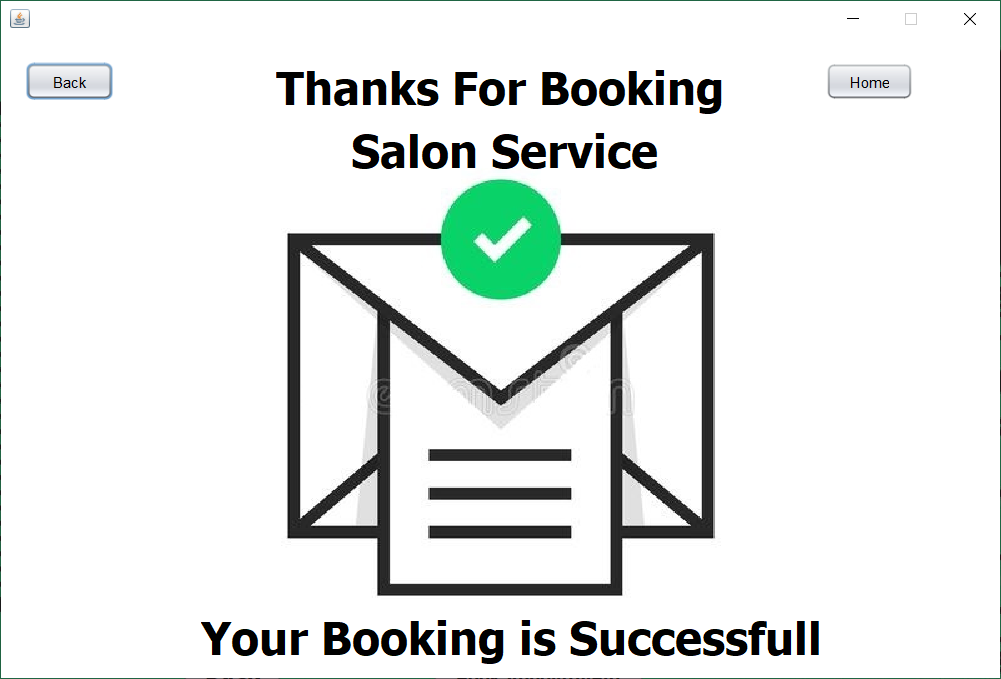 Back
Thanks For Booking
Home
Salon Service
Your Booking is Successfull